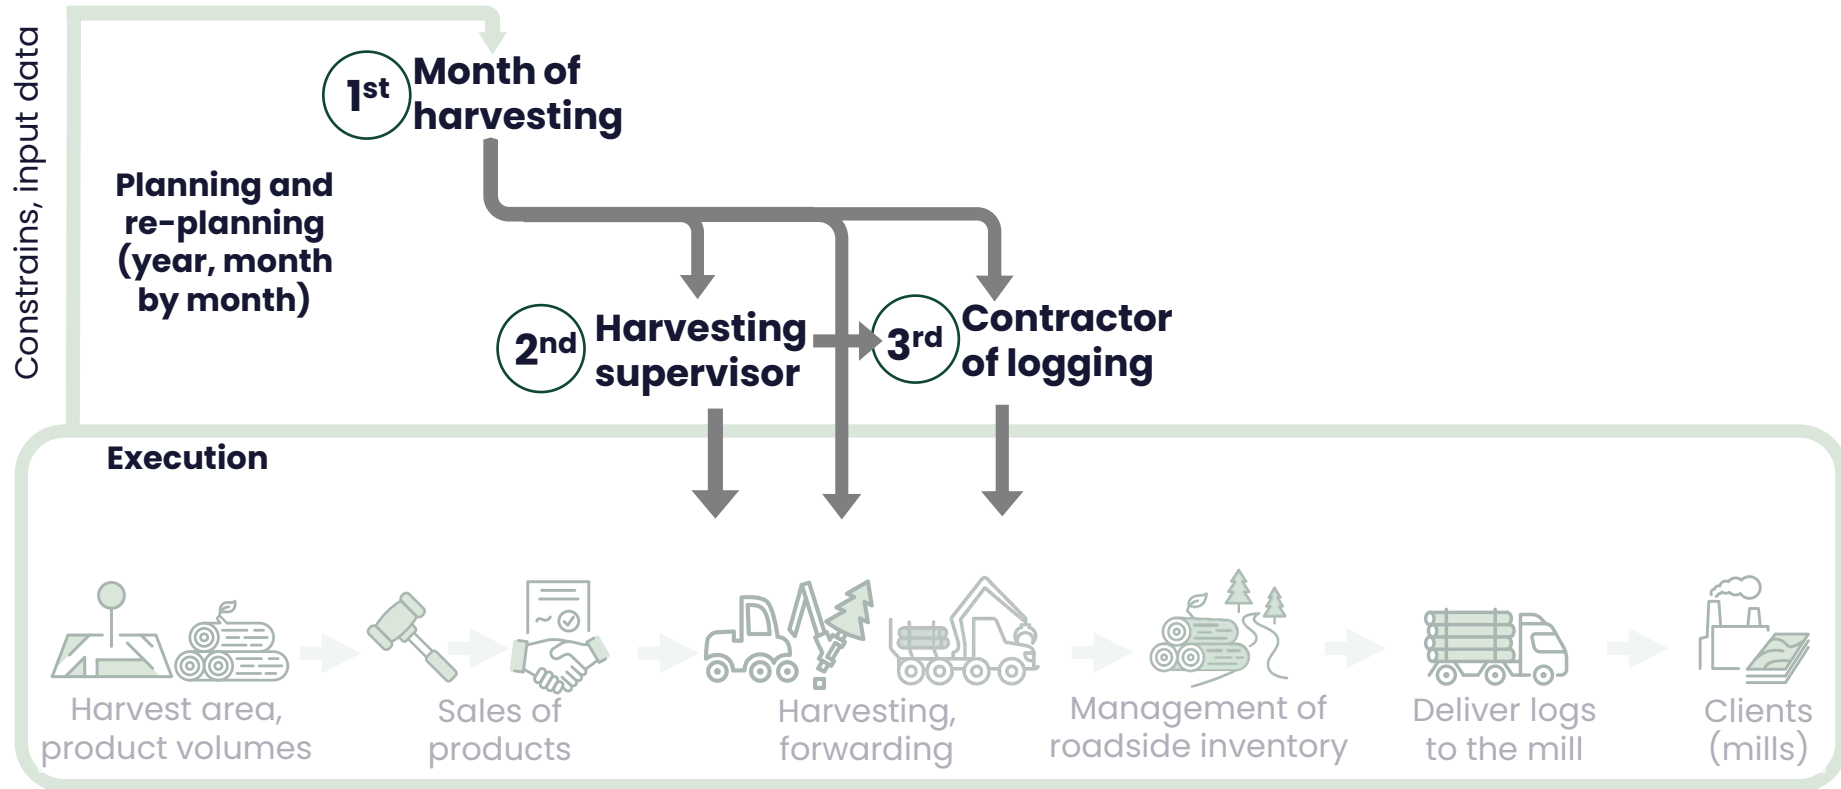 Constrains, input data
1st
Month of
harvesting
Planning and
re-planning
(year, month
by month)
2nd
Harvesting
supervisor
3rd
Contractor
of logging
Execution
Harvest area,
product volumes
Sales of
products
Harvesting,
forwarding
Management of
roadside inventory
Deliver logs
to the mill
Clients
(mills)